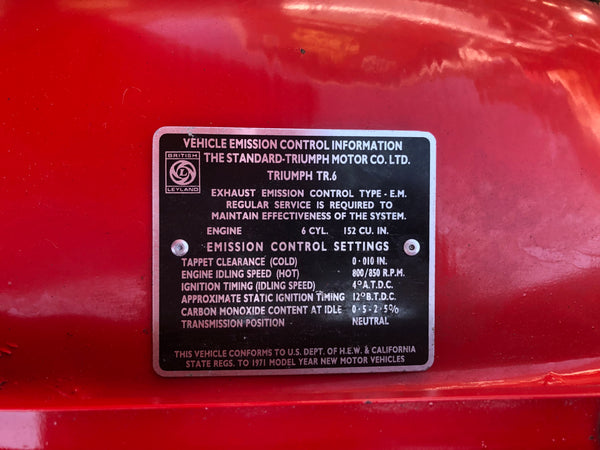 VEHICLE EMISSION CONTROL INFORMATION
THE STANDARD-TRIUMPH MOTOR CO. LTD.
BRITISH
L
LEYLAND
TRIUMPH TR.6
EXHAUST EMISSION CONTROL TYPE - E.M.
REGULAR SERVICE IS REQUIRED TO
MAINTAIN EFFECTIVENESS OF THE SYSTEM.
ENGINE 6 CYL. 152 CU. IN.
EMISSION CONTROL SETTINGS
TAPPET CLEARANCE (COLD) 0·010 IN.
ENGINE IDLING SPEED (HOT) 800/850 R.P.M.
IGNITION TIMING (IDLING SPEED) 4° A.T.D.C.
APPROXIMATE STATIC IGNITION TIMING 12° B.T.D.C.
CARBON MONOXIDE CONTENT AT IDLE 0·5-2·5%
TRANSMISSION POSITION NEUTRAL
THIS VEHICLE CONFORMS TO U.S. DEPT. OF H.E.W. & CALIFORNIA
STATE REGS. TO 1971 MODEL YEAR NEW MOTOR VEHICLES